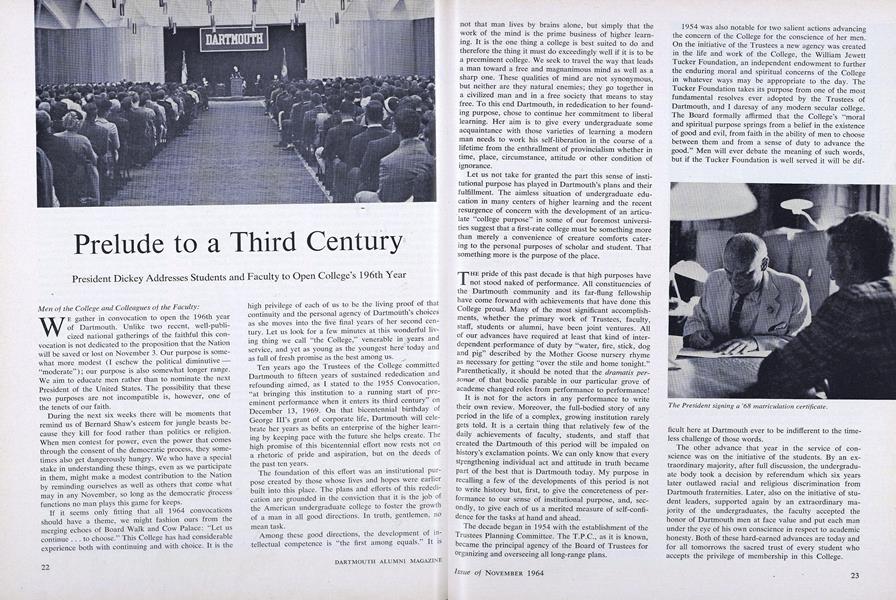 DARTMOUTH
Prelude to a Third Century
President Dickey Addresses Students and Faculty to Open College's 196th Year
Men of the College and Colleagues of the Faculty:
WE gather in convocation to open the 196th year
of Dartmouth. Unlike two recent, well-publi-
cized national gatherings of the faithful this con-
vocation is not dedicated to the proposition that the Nation
will be saved or lost on November 3. Our purpose is some-
what more modest (I eschew the political diminutive —
"moderate"); our purpose is also somewhat longer range.
We aim to educate men rather than to nominate the next
President of the United States. The possibility that these
two purposes are not incompatible is, however, one of
the tenets of our faith.
During the next six weeks there will be moments that
remind us of Bernard Shaw's esteem for jungle beasts be-
cause they kill for food rather than politics or religion.
When men contest for power, even the power that comes
through the consent of the democratic process, they some-
times also get dangerously hungry. We who have a special
stake in understanding these things, even as we participate
in them, might make a modest contribution to the Nation
by reminding ourselves as well as others that come what
may in any November, so long as the democratic process
functions no man plays this game for keeps.
If it seems only fitting that all 1964 convocations
should have a theme, we might fashion ours from the
merging echoes of Board Walk and Cow Palace: "Let us
continue . . . to choose." This College has had considerable
experience both with continuing and with choice. It is the
high privilege of each of us to be the living proof of that
continuity and the personal agency of Dartmouth's choices
as she moves into the five final years of her second cen-
tury. Let us look for a few minutes at this wonderful liv-
ing thing we call "the College," venerable in years and
service, and yet as young as the youngest here today and
as full of fresh promise as the best among us.
Ten years ago the Trustees of the College committed
Dartmouth to fifteen years of sustained rededication and
refounding aimed, as I stated to the 1955 Convocation,
"at bringing this institution to a running start of pre-
eminent performance when it enters its third century" on
December 13, 1969. On that bicentennial birthday of
George III's grant of corporate life, Dartmouth will cele-
brate her years as befits an enterprise of the higher learn-
ing by keeping pace with the future she helps create. The
high promise of this bicentennial effort now rests not on
a rhetoric of pride and aspiration, but on the deeds of
the past ten years.
The foundation of this effort was an institutional pur-
pose created by those whose lives and hopes were earlier
built into this place. The plans and efforts of this rededi-
cation are grounded in the conviction that it is the job of
the American undergraduate college to foster the growth
of a man in all good directions. In truth, gentlemen, no
mean task.
Among these good directions, the development of in-
tellectual competence is "the first among equals." It is
22
DARTMOUTH ALUMNI MAGAZINE
not that man lives by brains alone, but simply that the
work of the mind is the prime business of higher learn-
ing. It is the one thing a college is best suited to do and
therefore the thing it must do exceedingly well if it is to be
a preeminent college. We seek to travel the way that leads
a man toward a free and magnanimous mind as well as a
sharp one. These qualities of mind are not synonymous,
but neither are they natural enemies; they go together in
a civilized man and in a free society that means to stay
free. To this end Dartmouth, in rededication to her found-
ing purpose, chose to continue her commitment to liberal
learning. Her aim is to give every undergraduate some
acquaintance with those varieties of learning a modern
man needs to work his self-liberation in the course of a
lifetime from the enthrallment of provincialism whether in
time, place, circumstance, attitude or other condition of
ignorance.
Let us not take for granted the part this sense of insti-
tutional purpose has played in Dartmouth's plans and their
fulfillment. The aimless situation of undergraduate edu-
cation in many centers of higher learning and the recent
resurgence of concern with the development of an articu-
late "college purpose" in some of our foremost universi-
ties suggest that a first-rate college must be something more
than merely a convenience of creature comforts cater-
ing to the personal purposes of scholar and student. That
something more is the purpose of the place.
THE pride of this past decade is that high purposes have
not stood naked of performance. All constituencies of
the Dartmouth community and its far-flung fellowship
have come forward with achievements that have done this
College proud. Many of the most significant accomplish-
ments, whether the primary work of Trustees, faculty,
staff, students or alumni, have been joint ventures. All
of our advances have required at least that kind of inter-
dependent performance of duty by "water, fire, stick, dog
and pig" described by the Mother Goose nursery rhyme
as necessary for getting "over the stile and home tonight."
Parenthetically, it should be noted that the dramatis per-
sonae of that bucolic parable in our particular grove of
academe changed roles from performance to performance!
It is not for the actors in any performance to write
their own review. Moreover, the full-bodied story of any
period in the life of a complex, growing institution rarely
gets told. It is a certain thing that relatively few of the
daily achievements of faculty, students, and staff that
created the Dartmouth of this period will be impaled on
history's exclamation points. We can only know that every
strengthening individual act and attitude in truth became
part of the best that is Dartmouth today. My purpose in
recalling a few of the developments of this period is not
to write history but, first, to give the concreteness of per-
formance to our sense of institutional purpose, and, sec-
ondly, to give each of us a merited measure of self-confi-
dence for the tasks at hand and ahead.
The decade began in 1954 with the establishment of the
Trustees Planning Committee. The T.P.C., as it is known,
became the principal agency of the Board of Trustees for
organizing and overseeing all long-range plans.
Issue of NOVEMBER 1964
1954 was also notable for two salient actions advancing
the concern of the College for the conscience of her men.
On the initiative of the Trustees a new agency was created
in the life and work of the College, the William Jewett
Tucker Foundation, an independent endowment to further
the enduring moral and spiritual concerns of the College
in whatever ways may be appropriate to the day. The
Tucker Foundation takes its purpose from one of the most
fundamental resolves ever adopted by the Trustees of
Dartmouth, and I daresay of any modern secular college.
The Board formally affirmed that the College's "moral
and spiritual purpose springs from a belief in the existence
of good and evil, from faith in the ability of men to choose
between them and from a sense of duty to advance the
good." Men will ever debate the meaning of such words,
but if the Tucker Foundation is well served it will be dif-
The President signing a '68 matriculation certificate.
ficult here at Dartmouth ever to be indifferent to the time-
less challenge of those words.
The other advance that year in the service of con-
science was on the initiative of the students. By an ex-
traordinary majority, after full discussion, the undergradu-
ate body took a decision by referendum which six years
later outlawed racial and religious discrimination from
Dartmouth fraternities. Later, also on the initiative of stu-
dent leaders, supported again by an extraordinary ma-
jority of the undergraduates, the faculty accepted the
honor of Dartmouth men at face value and put each man
under the eye of his own conscience in respect to academic
honesty. Both of these hard-earned advances are today and
for all tomorrows the sacred trust of every student who
accepts the privilege of membership in this College.
23